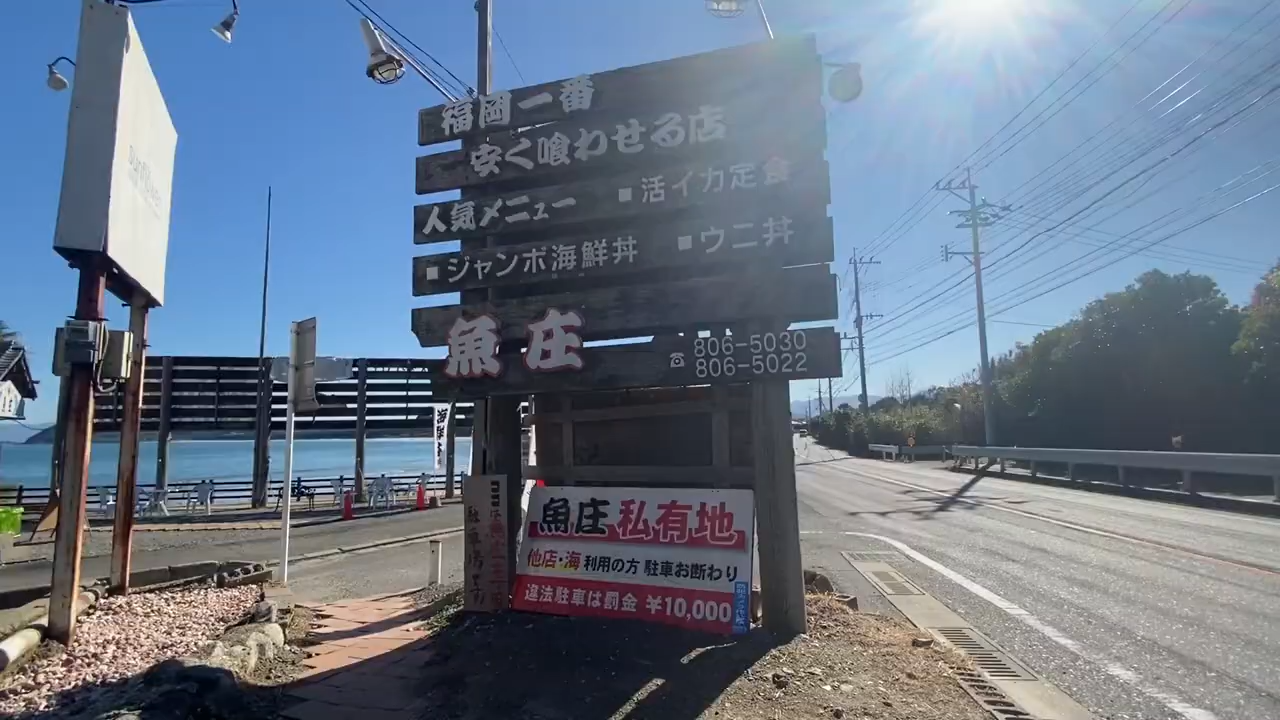 福岡一番
安く喰わせる店
人気メニュー ■活イカ定食
■ジャンボ海鮮丼 ■ウニ丼
魚庄
☎ 806-5030
806-5022
魚庄 私有地
他店・海 利用の方 駐車お断わり
違法駐車は罰金 ¥10,000